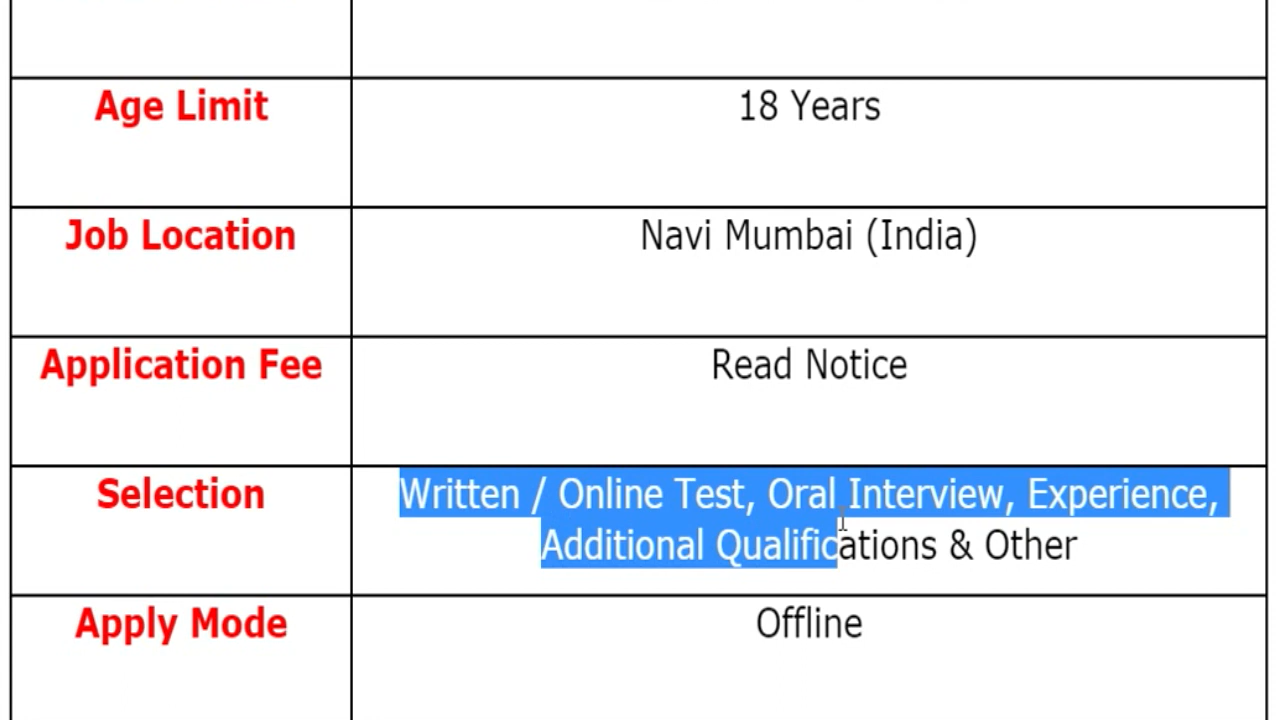 Age Limit
18 Years
Job Location
Navi Mumbai (India)
Application Fee
Read Notice
Selection
Written / Online Test, Oral Interview, Experience,
Additional Qualifications & Other
Apply Mode
Offline